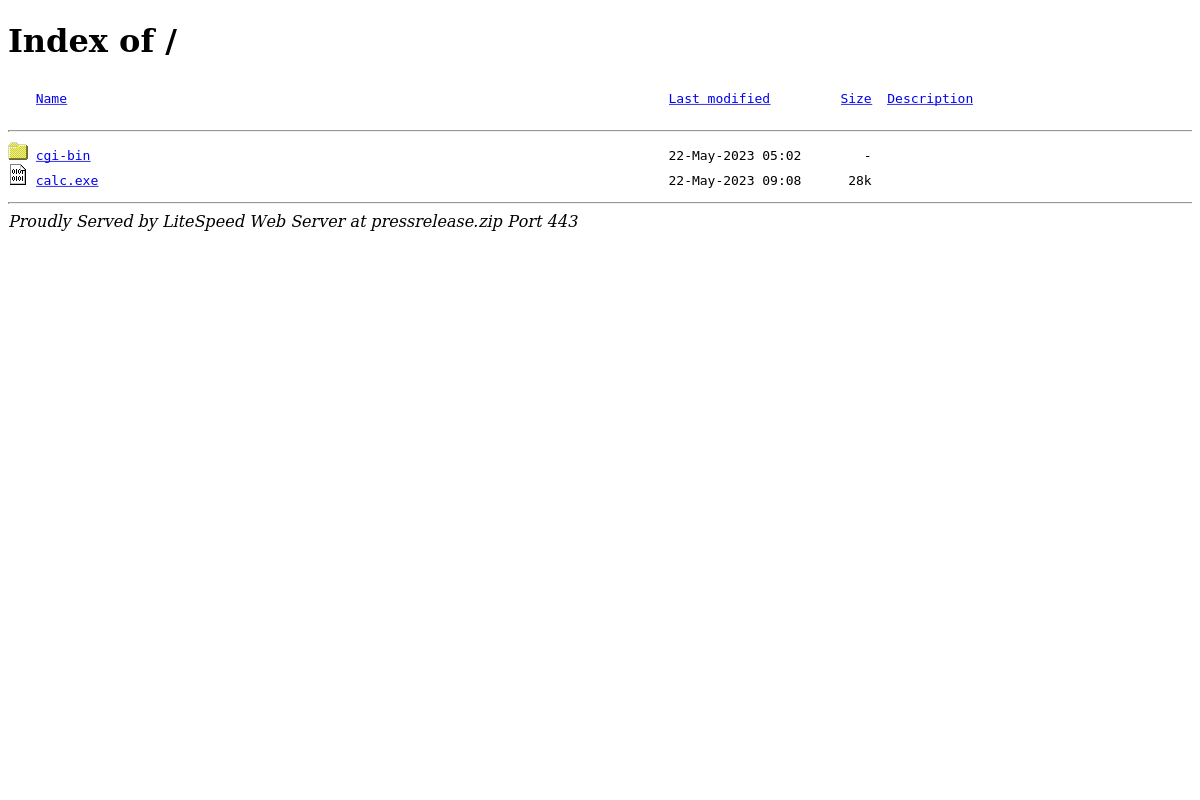 Index of /
Name Last modified Size Description
cgi-bin 22-May-2023 05:02 -
calc.exe 22-May-2023 09:08 28k
Proudly Served by LiteSpeed Web Server at pressrelease.zip Port 443